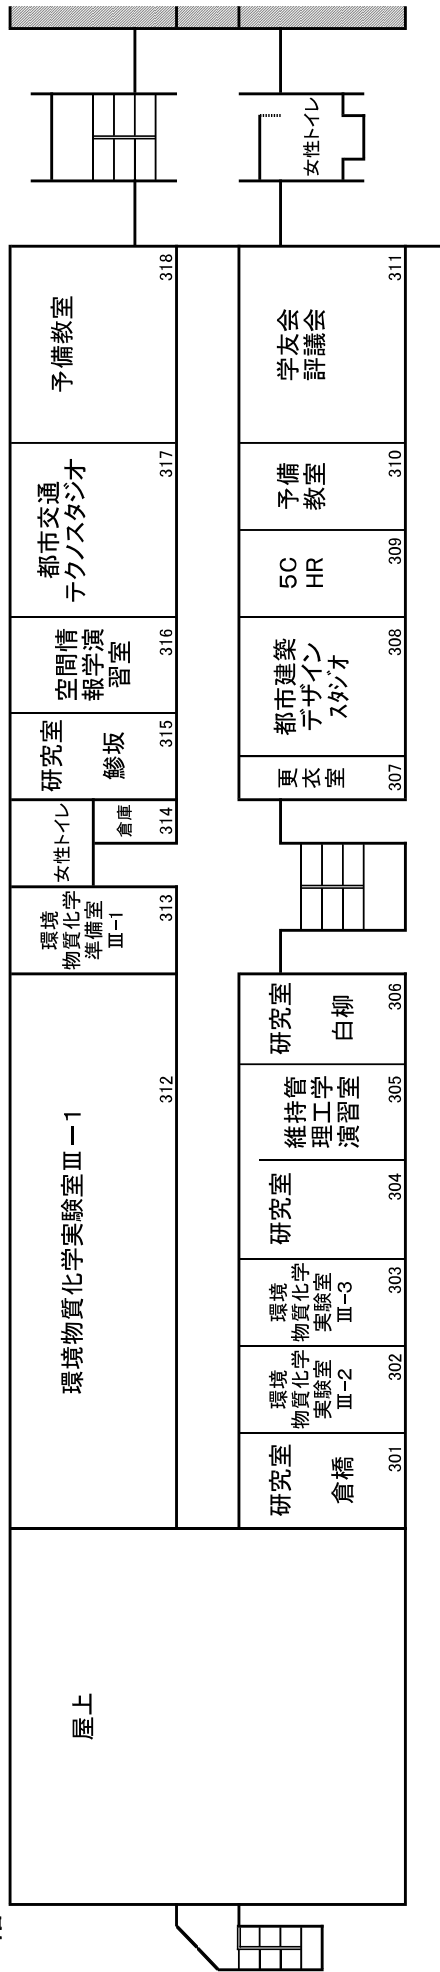 屋上
環境物質化学実験室Ⅲ－1
312
環境
物質化学
準備室
Ⅲ-1
313
女性トイレ
倉庫
314
研究室
鯵坂
315
空間情
報学演
習室
316
都市交通
テクノスタジオ
317
予備教室
318
研究室
倉橋
301
環境
物質化学
実験室
Ⅲ-2
302
環境
物質化学
実験室
Ⅲ-3
303
研究室
304
維持管
理工学
演習室
305
研究室
白柳
306
更衣室
307
都市建築
デザイン
スタジオ
308
5C
HR
309
予備
教室
310
学友会
評議会
311
女性トイレ